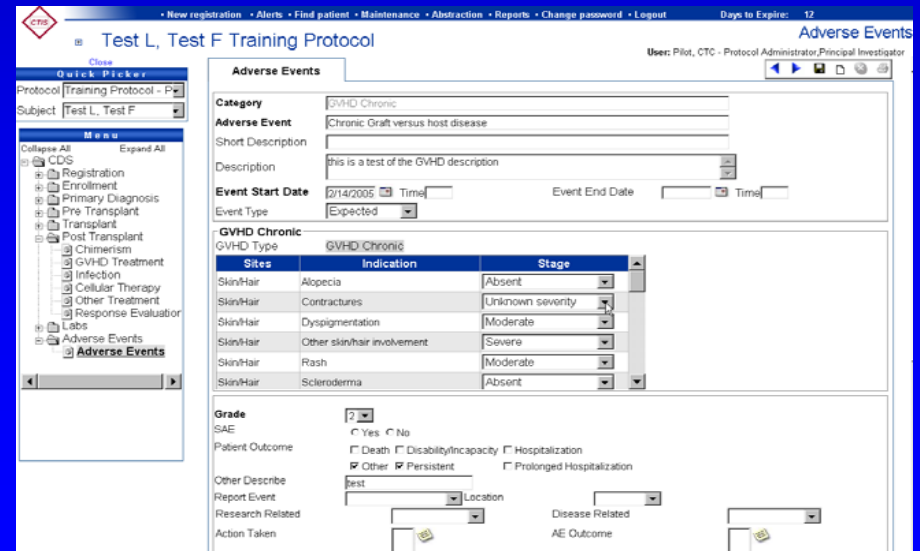 CTIS
• New registration • Alerts • Find patient • Maintenance • Abstraction • Reports • Change password • Logout Days to Expire: 12
Adverse Events
Test L, Test F Training Protocol
User: Pilot, CTC - Protocol Administrator,Principal Investigator
Close
Quick Picker
Protocol Training Protocol - P
Subject Test L, Test F
Menu
Collapse All Expand All
CDS
Registration
Enrollment
Primary Diagnosis
Pre Transplant
Transplant
Post Transplant
Chimerism
GVHD Treatment
Infection
Cellular Therapy
Other Treatment
Response Evaluation
Labs
Adverse Events
Adverse Events
Adverse Events
Category GVHD Chronic
Adverse Event Chronic Graft versus host disease
Short Description
Description this is a test of the GVHD description
Event Start Date 2/14/2005 Time Event End Date Time
Event Type Expected
GVHD Chronic
GVHD Type GVHD Chronic
Sites Indication Stage
Skin/Hair Alopecia Absent
Skin/Hair Contractures Unknown severity
Skin/Hair Dyspigmentation Moderate
Skin/Hair Other skin/hair involvement Severe
Skin/Hair Rash Moderate
Skin/Hair Scleroderma Absent
Grade 2
SAE Yes No
Patient Outcome Death Disability/Incapacity Hospitalization
Other Persistent Prolonged Hospitalization
Other Describe test
Report Event Location
Research Related Disease Related
Action Taken AE Outcome